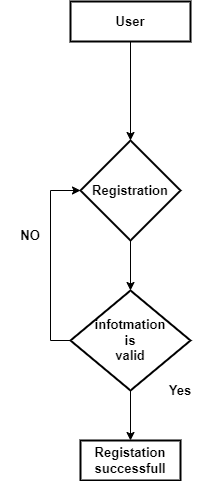 User
Registration
NO
infotmation
is
valid
Yes
Registation
successfull